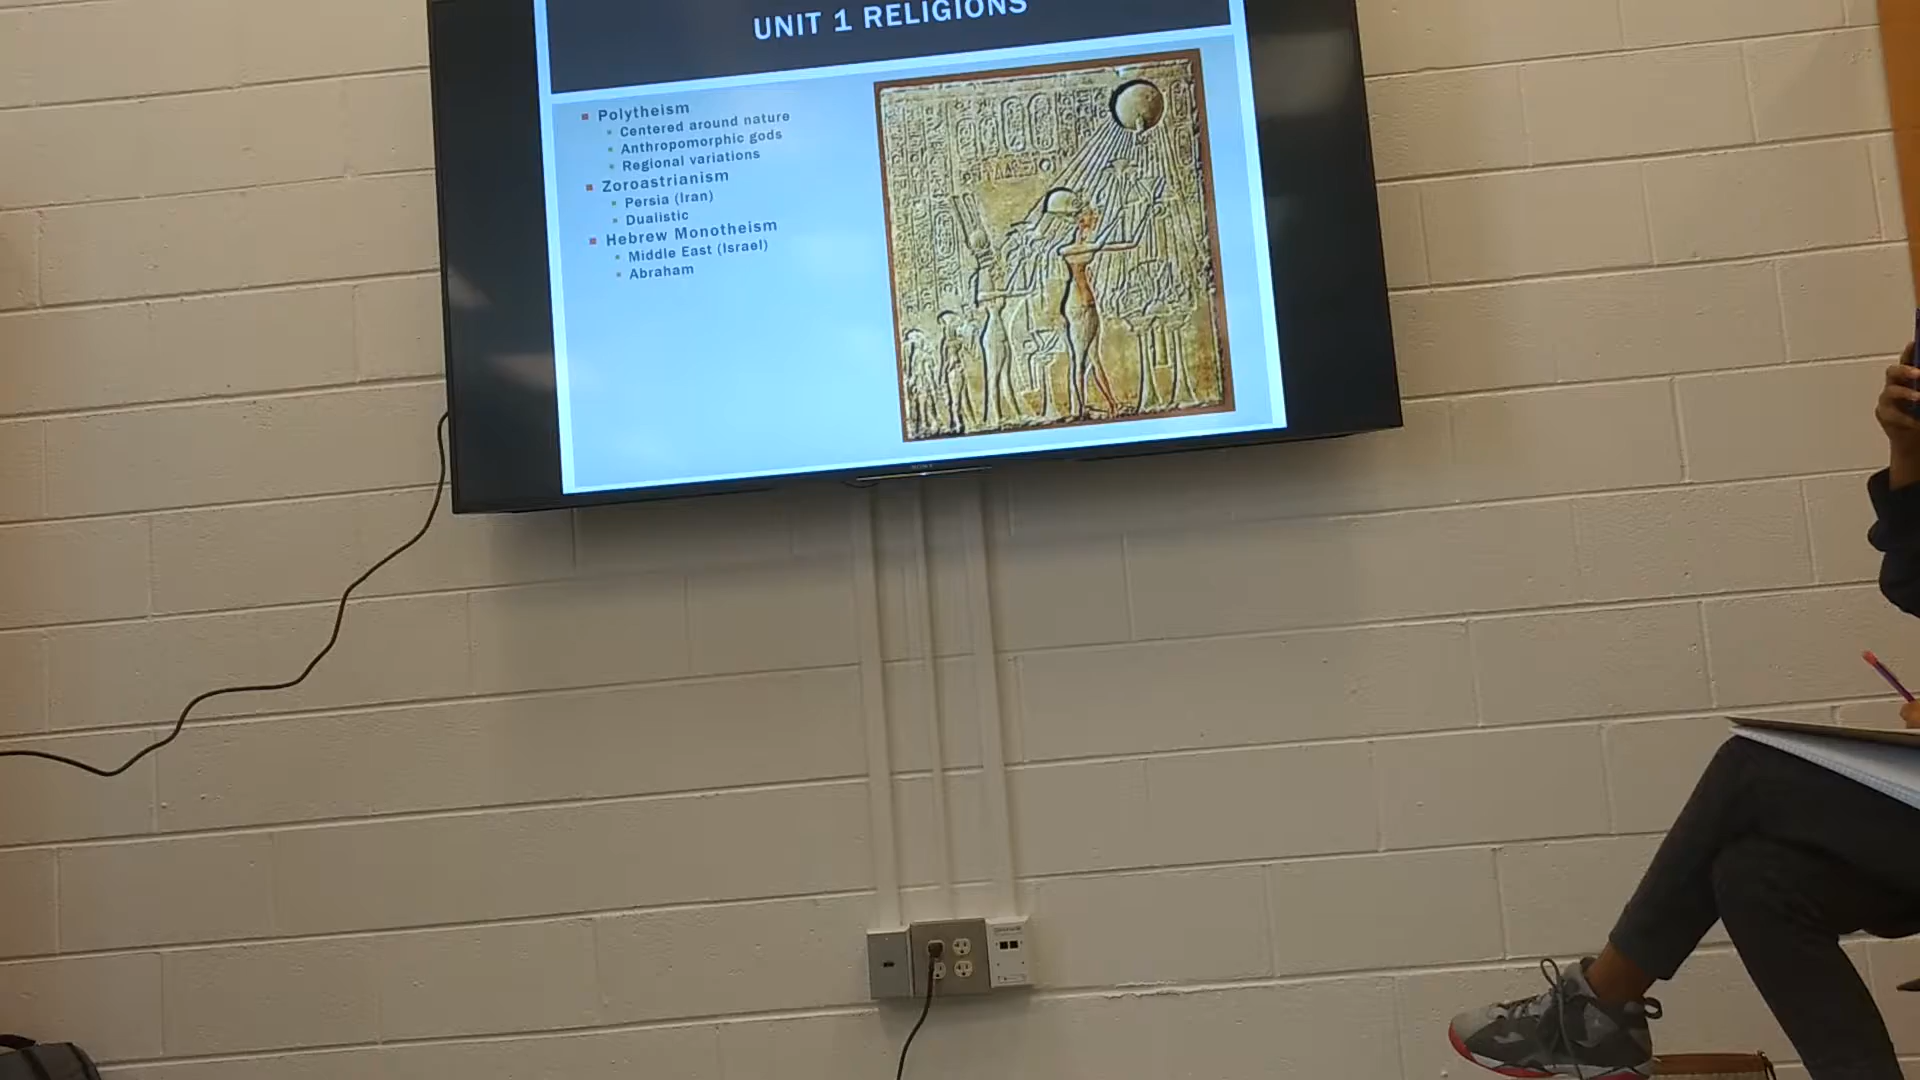 UNIT 1 RELIGIONS
Polytheism
Centered around nature
Anthropomorphic gods
Regional variations
Zoroastrianism
Persia (Iran)
Dualistic
Hebrew Monotheism
Middle East (Israel)
Abraham
SONY